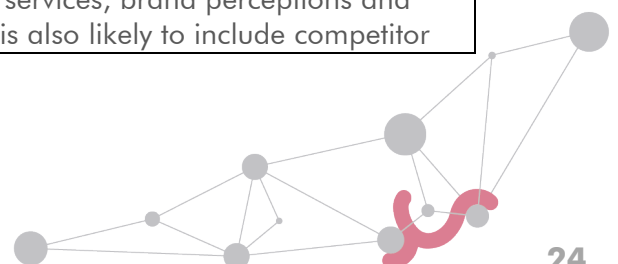 services, brand perceptions and
is also likely to include competitor
24